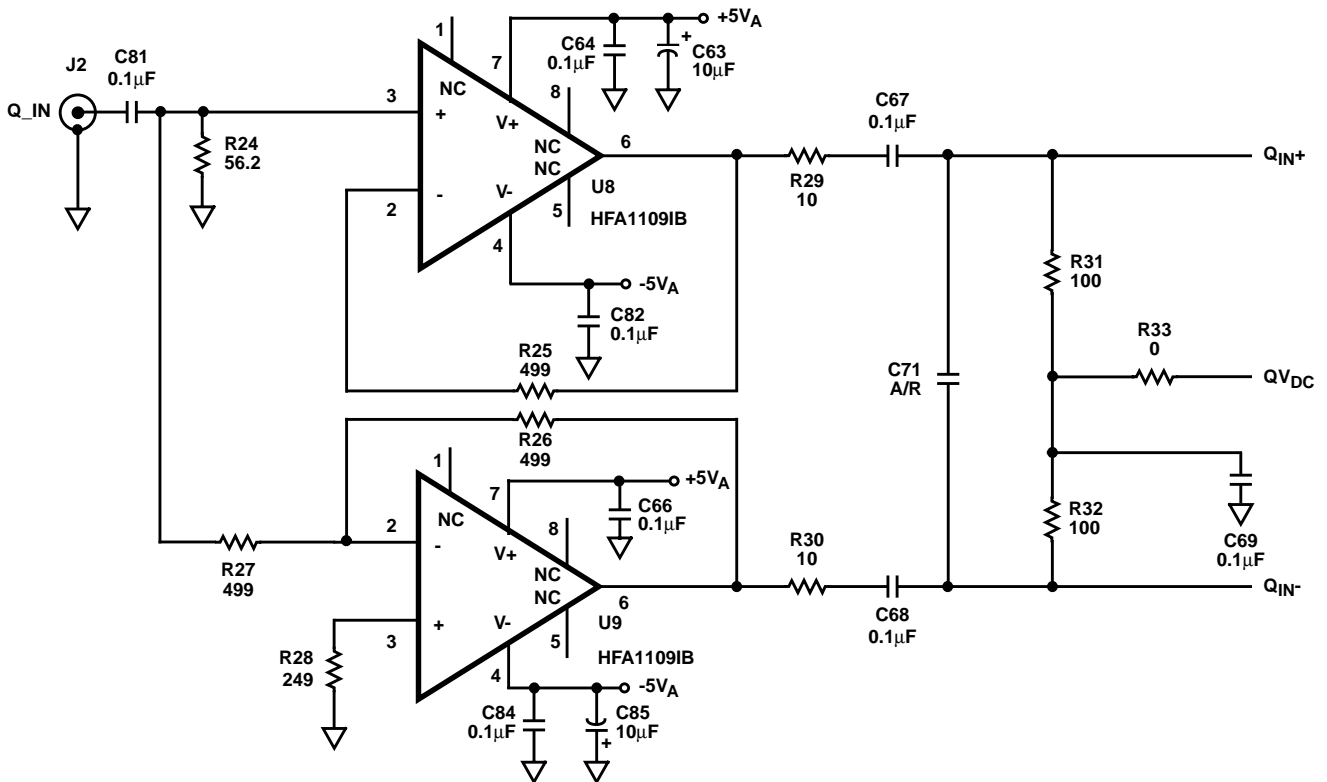 J2
Q_IN
C81
0.1µF
R24
56.2
1
NC
3
+
2
-
7
V+
8
NC
NC
V-
5
4
6
U8
HFA1109IB
+5VA
C64
0.1µF
+
C63
10µF
-5VA
C82
0.1µF
R25
499
R26
499
R29
10
C67
0.1µF
QIN+
R31
100
R33
0
QVDC
C71
A/R
R32
100
C69
0.1µF
QIN-
R27
499
R28
249
1
NC
2
-
3
+
7
V+
8
NC
NC
V-
5
4
6
U9
HFA1109IB
+5VA
C66
0.1µF
R30
10
C68
0.1µF
-5VA
C84
0.1µF
C85
10µF
+